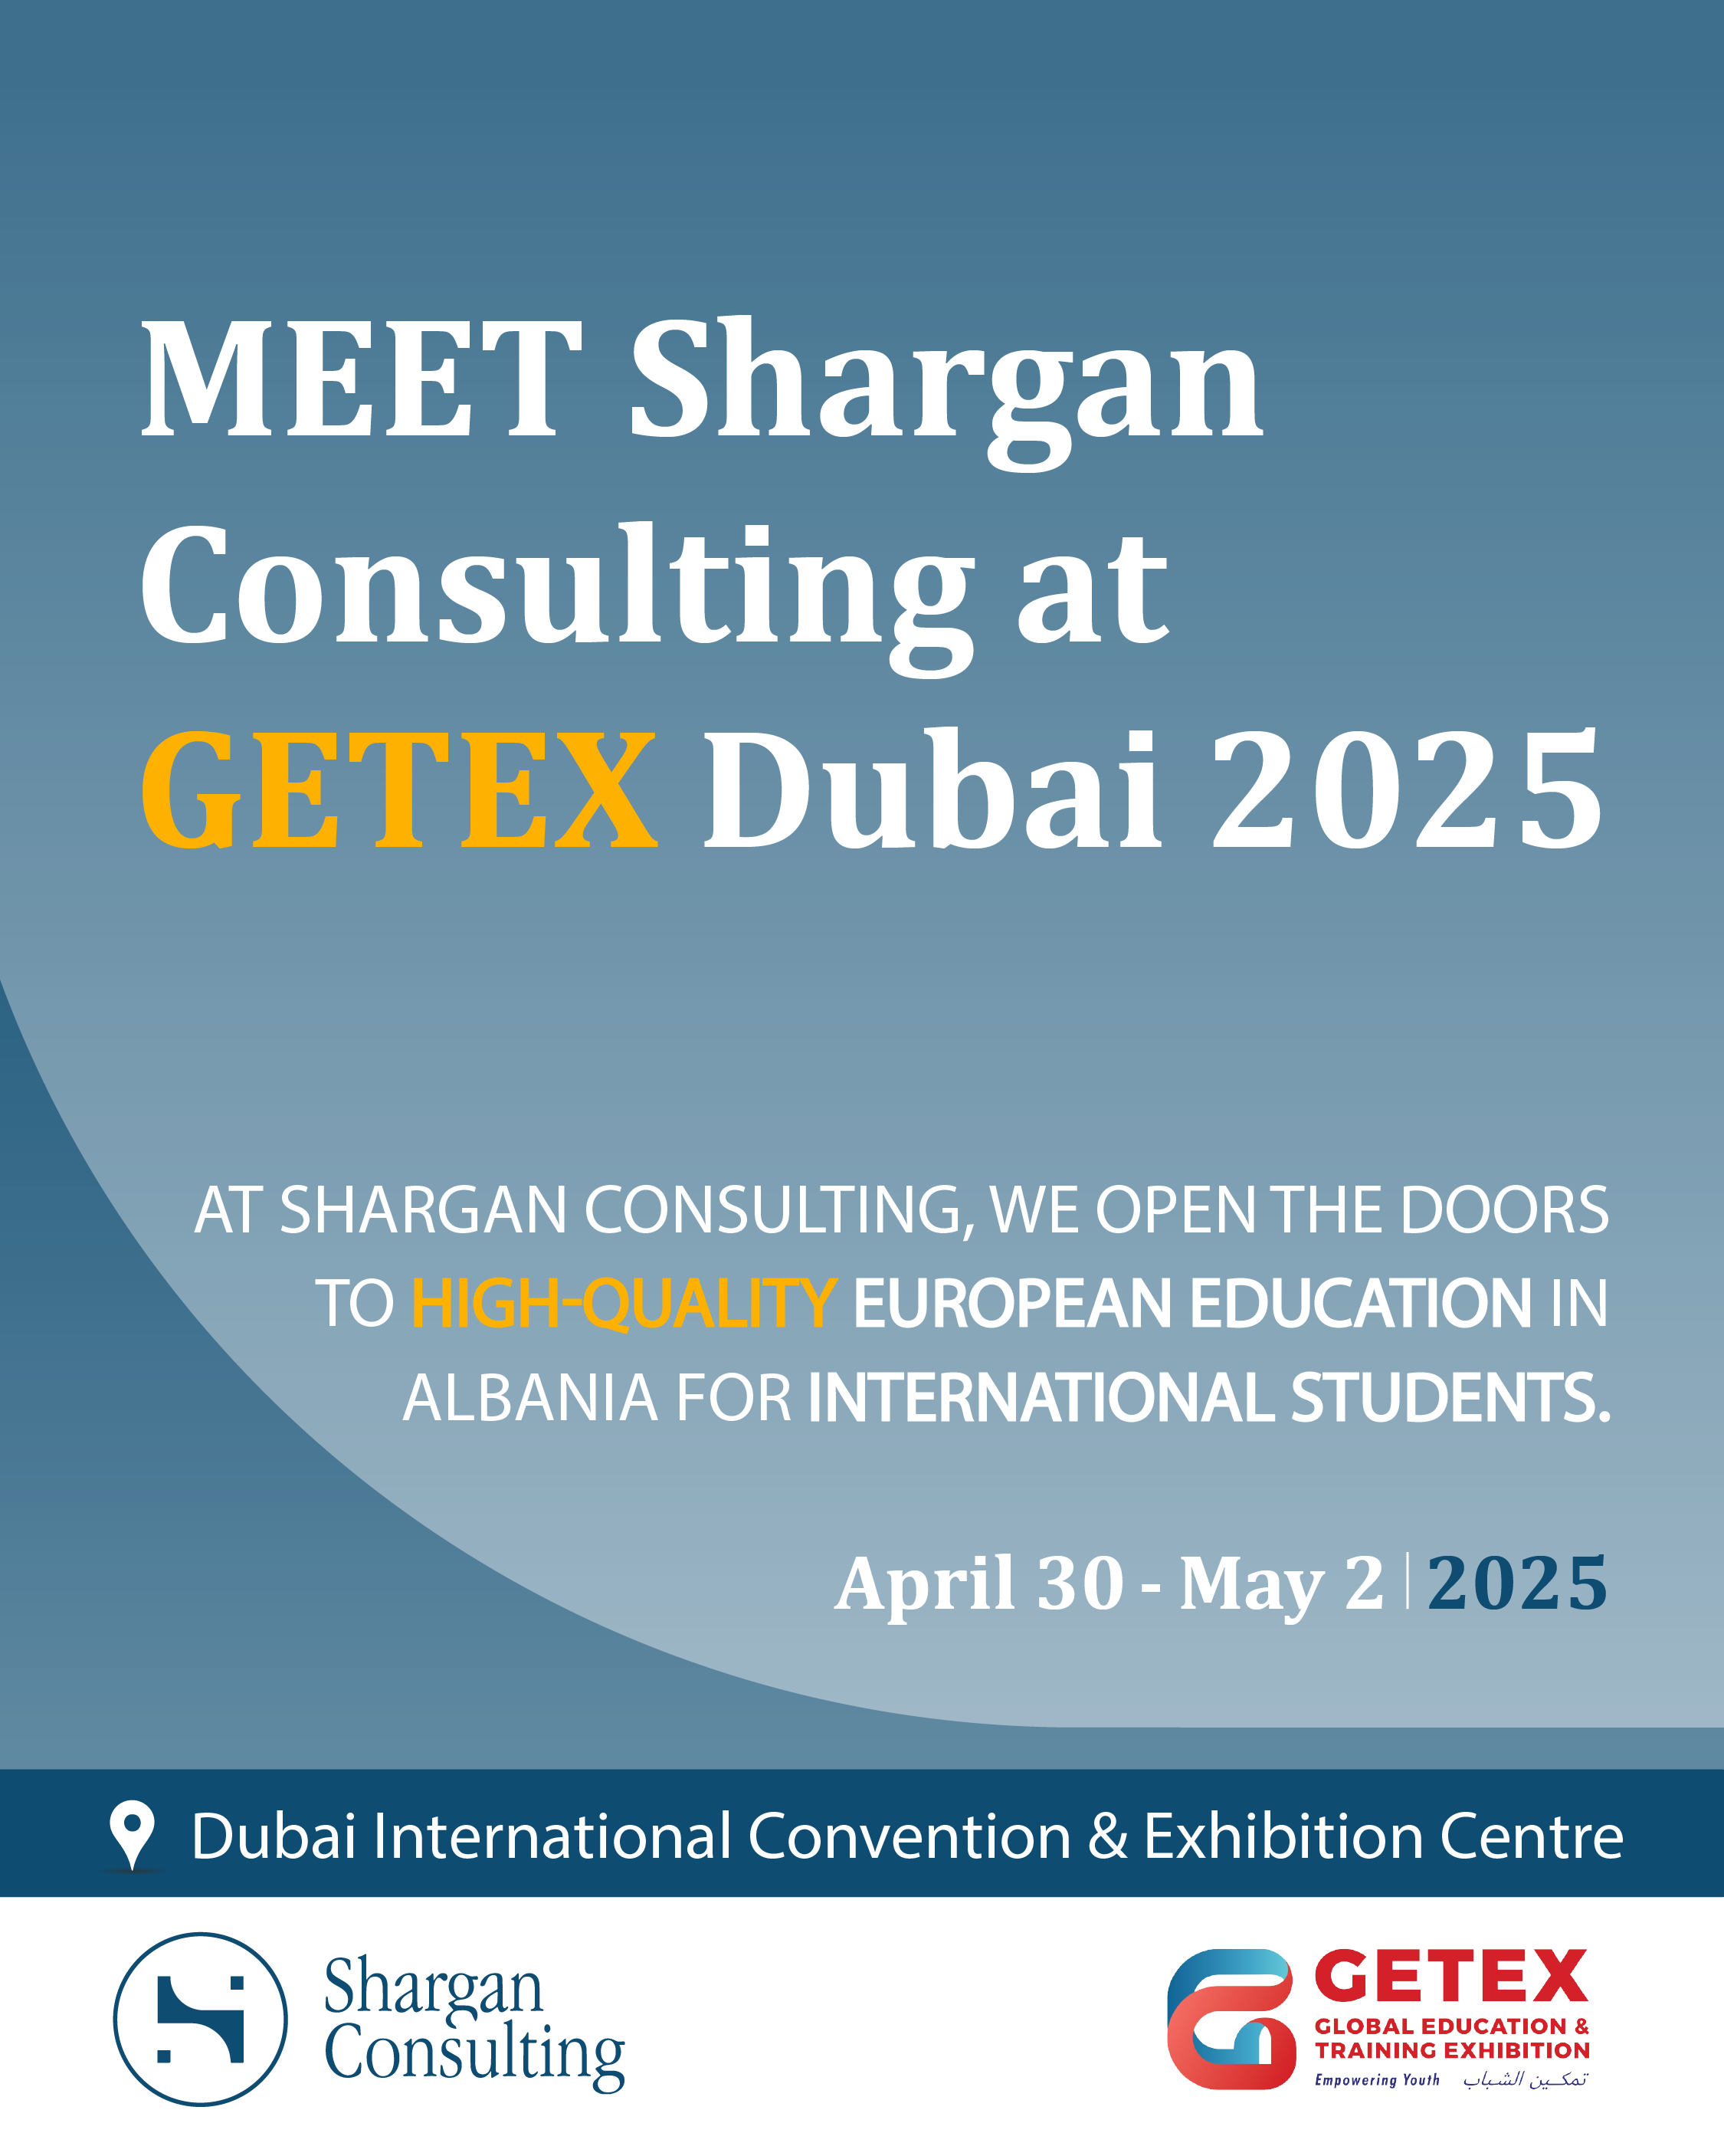 MEET Shargan
Consulting at
GETEX Dubai 2025
AT SHARGAN CONSULTING, WE OPEN THE DOORS
TO HIGH-QUALITY EUROPEAN EDUCATION IN
ALBANIA FOR INTERNATIONAL STUDENTS.
April 30 - May 2 | 2025
Dubai International Convention & Exhibition Centre
Shargan
Consulting
GETEX
GLOBAL EDUCATION &
TRAINING EXHIBITION
Empowering Youth تمكين الشباب